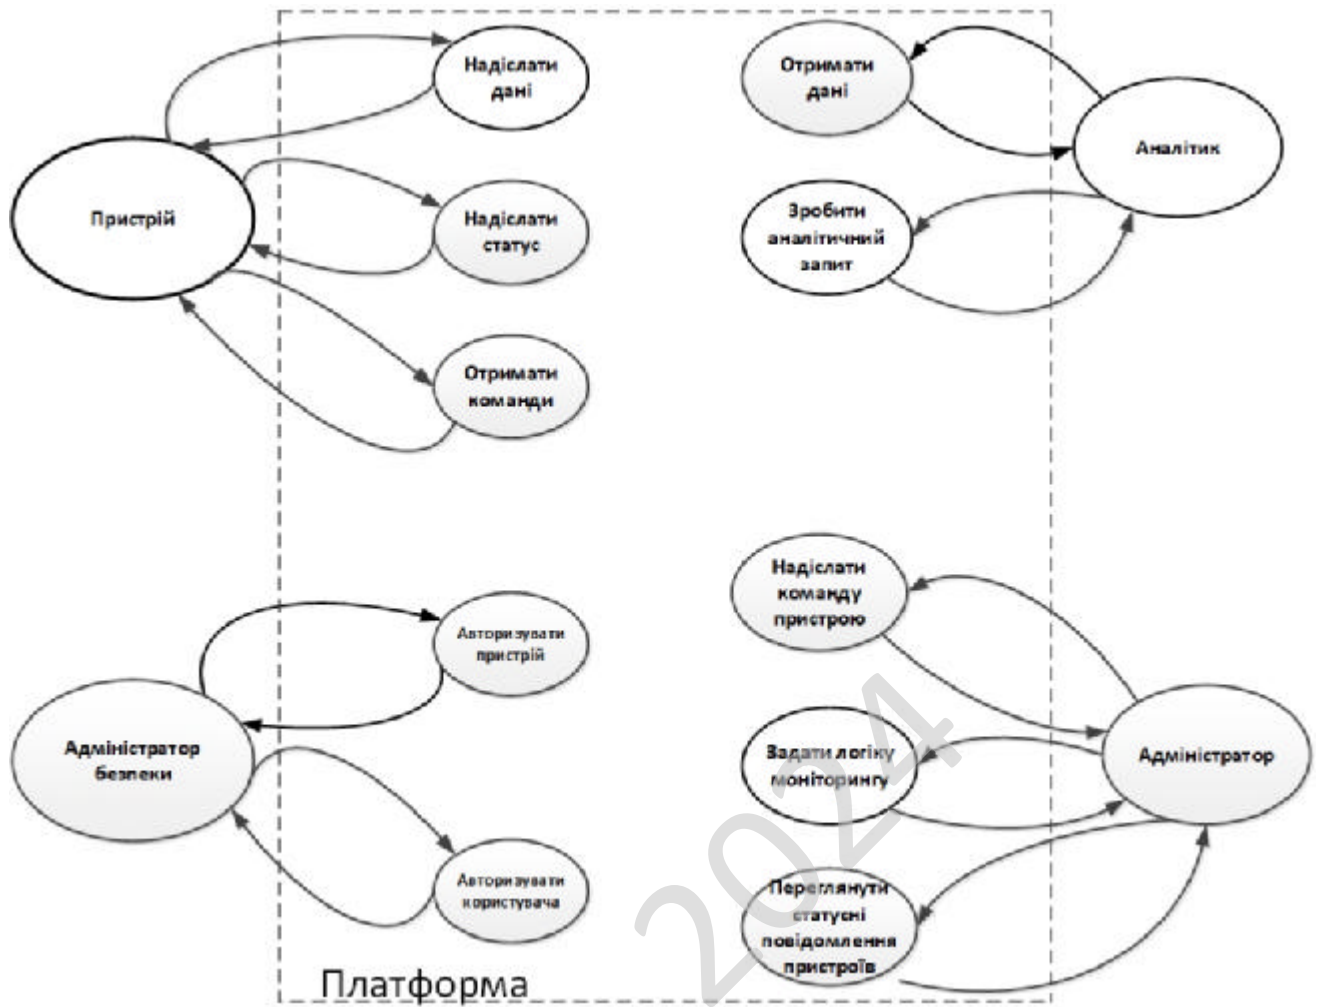 Надіслати
дані
Отримати
дані
Аналітик
Пристрій
Надіслати
статус
Зробити
аналітичний
запит
Отримати
команди
Надіслати
команду
пристрою
Авторизувати
пристрій
Адміністратор
безпеки
Задати логіку
моніторингу
Адміністратор
Авторизувати
користувача
Переглянути
статусні
повідомлення
пристроїв
Платформа
2024